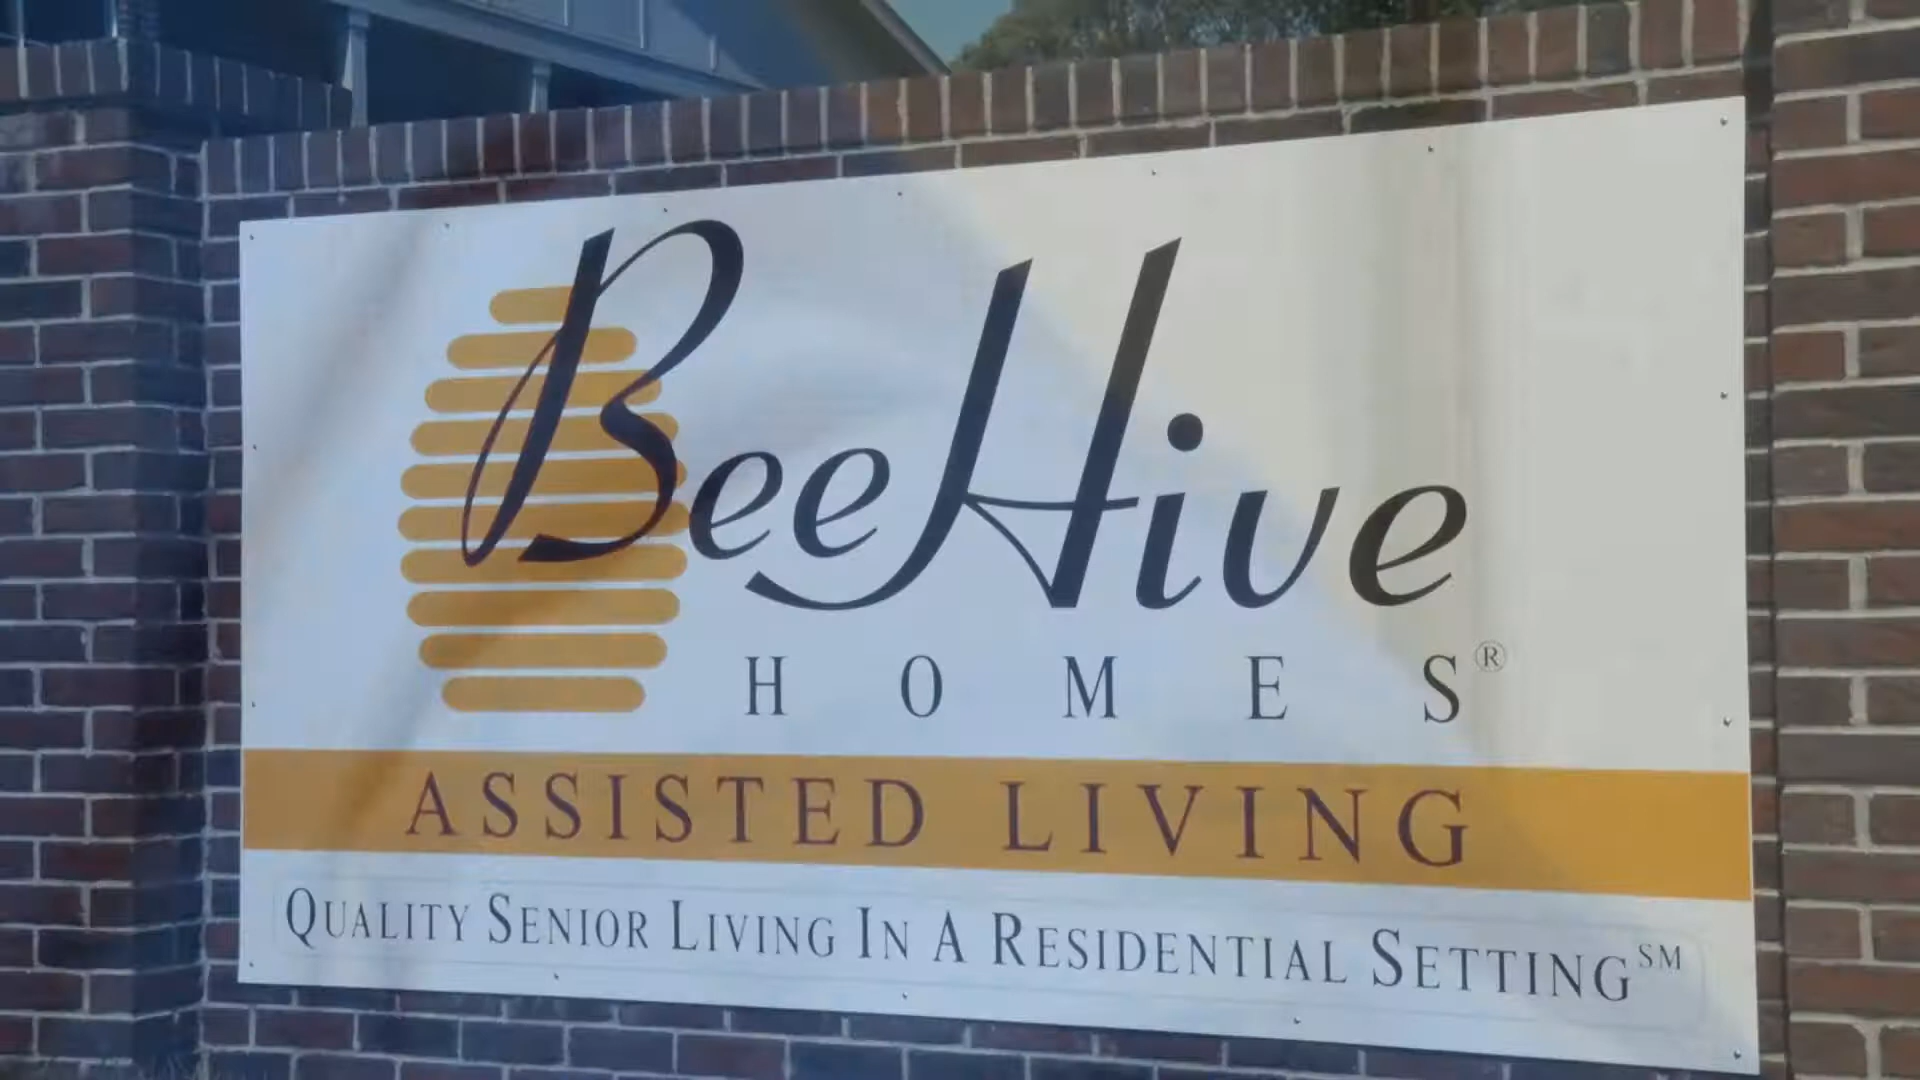 BeeHive
HOMES®
ASSISTED LIVING
QUALITY SENIOR LIVING IN A RESIDENTIAL SETTING℠